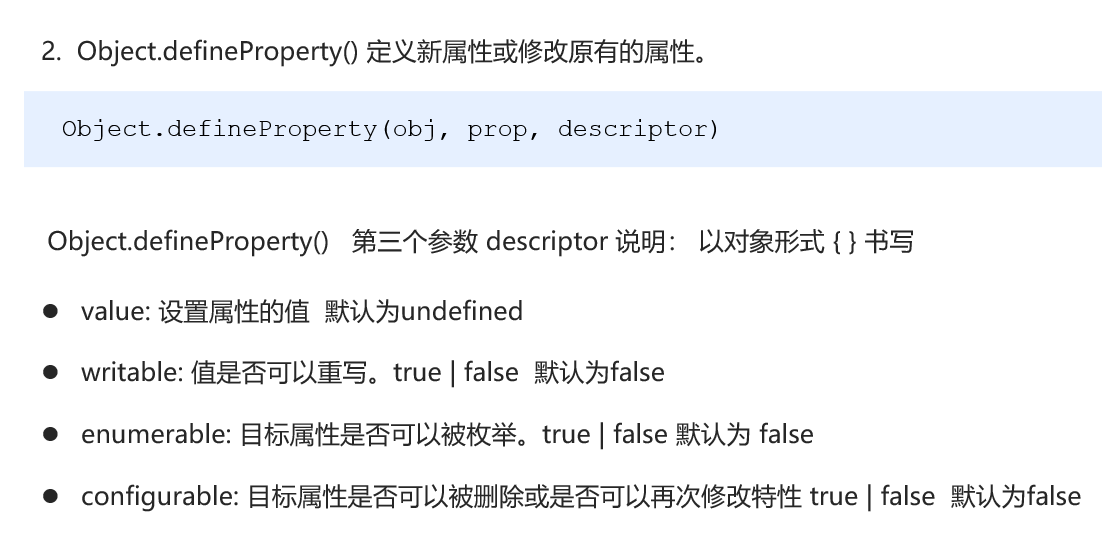 2. Object.defineProperty() 定义新属性或修改原有的属性。
Object.defineProperty(obj, prop, descriptor)
Object.defineProperty() 第三个参数 descriptor 说明： 以对象形式 { } 书写
● value: 设置属性的值 默认为undefined
● writable: 值是否可以重写。true | false 默认为false
● enumerable: 目标属性是否可以被枚举。true | false 默认为 false
● configurable: 目标属性是否可以被删除或是否可以再次修改特性 true | false 默认为false